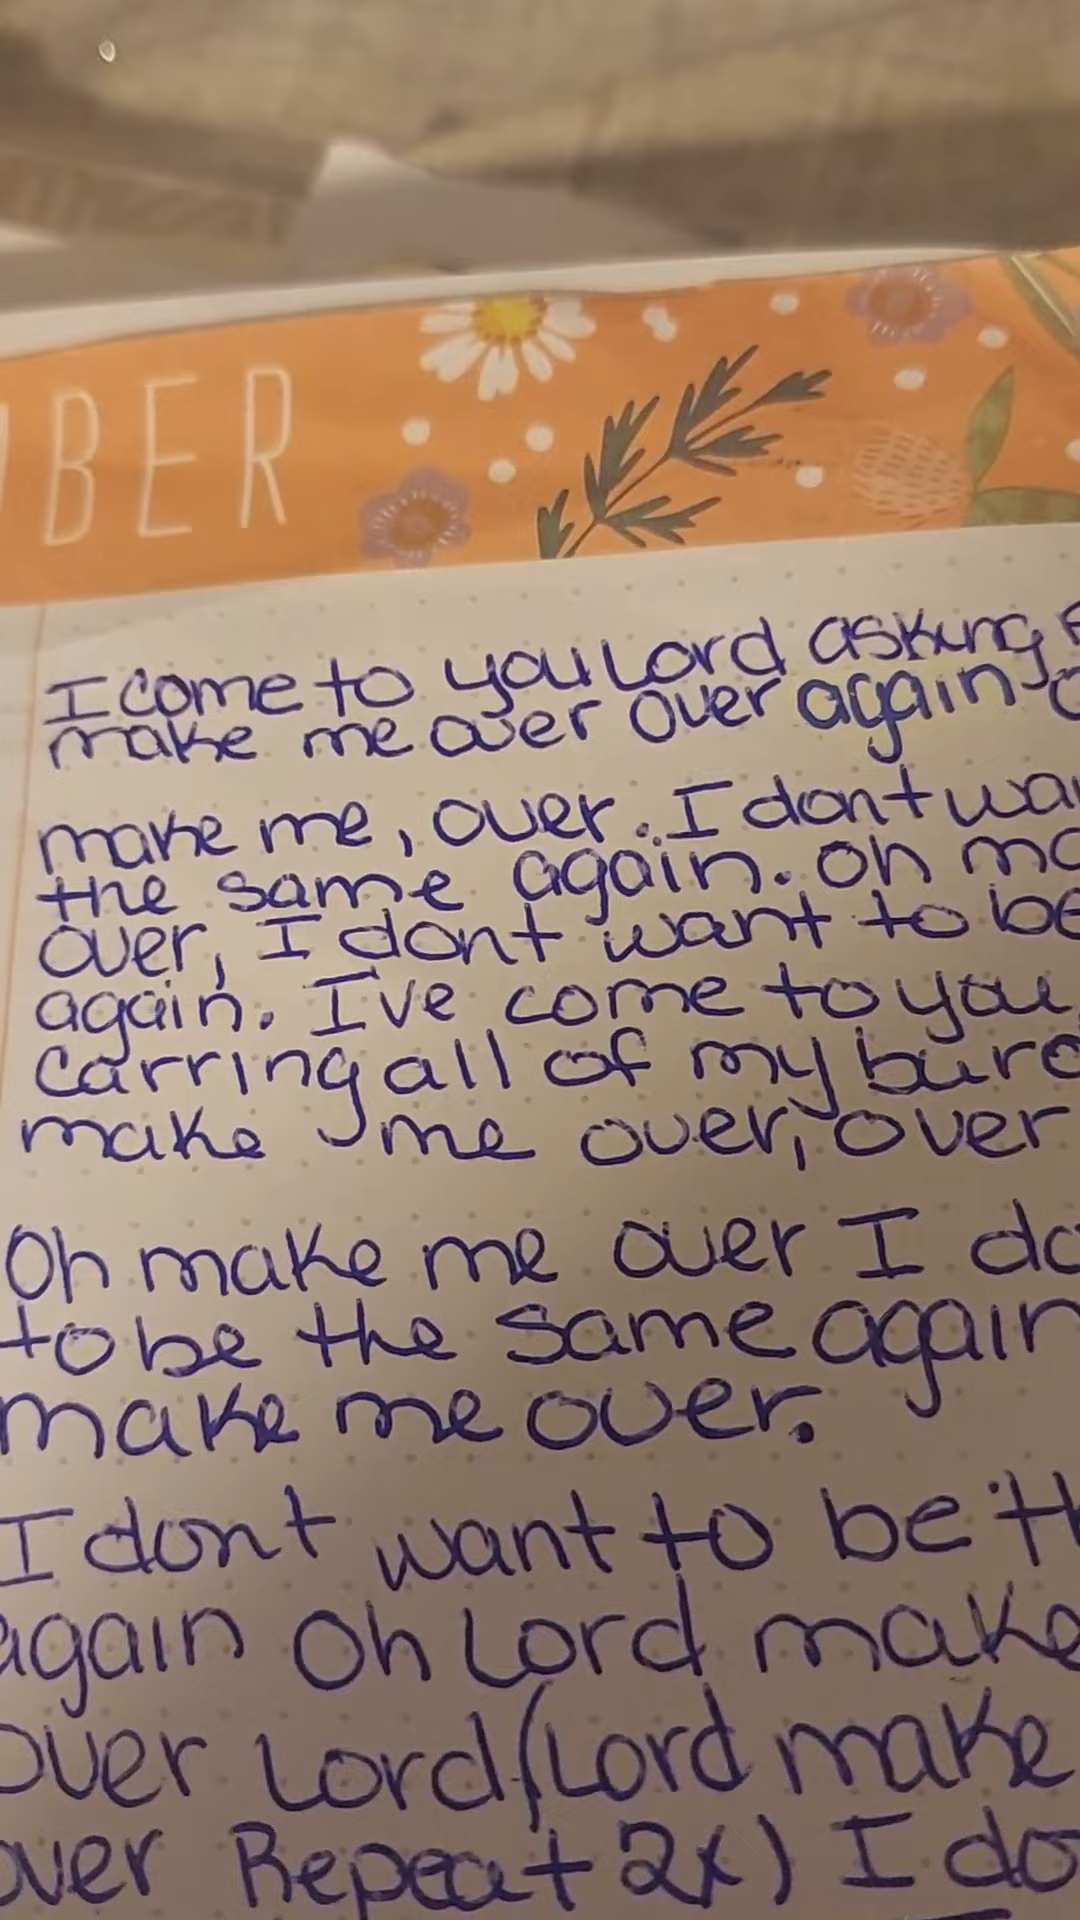 BER
I come to you Lord asking
make me over over again
make me, over. I dont
the same again. Oh
over, I dont want to be
again. Ive come to you
carring all of my
make me over, over
Oh make me over I
to be the same again
make me over.
I dont want to be
again Oh Lord make
over Lord (Lord make
over Repeat 2x) I